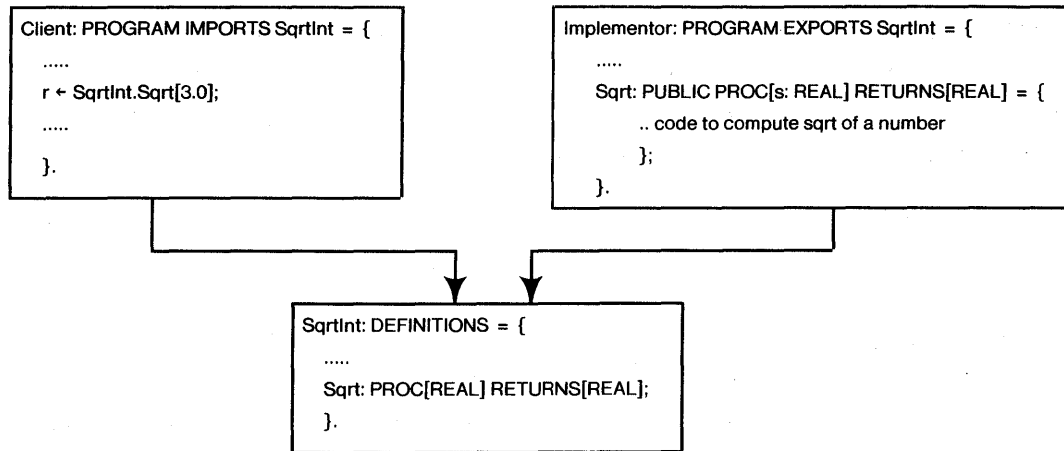 Client: PROGRAM IMPORTS SqrtInt = {
.....
r ← SqrtInt.Sqrt[3.0];
.....
}.
Implementor: PROGRAM EXPORTS SqrtInt = {
.....
Sqrt: PUBLIC PROC[s: REAL] RETURNS[REAL] = {
.. code to compute sqrt of a number
};
}.
SqrtInt: DEFINITIONS = {
.....
Sqrt: PROC[REAL] RETURNS[REAL];
}.